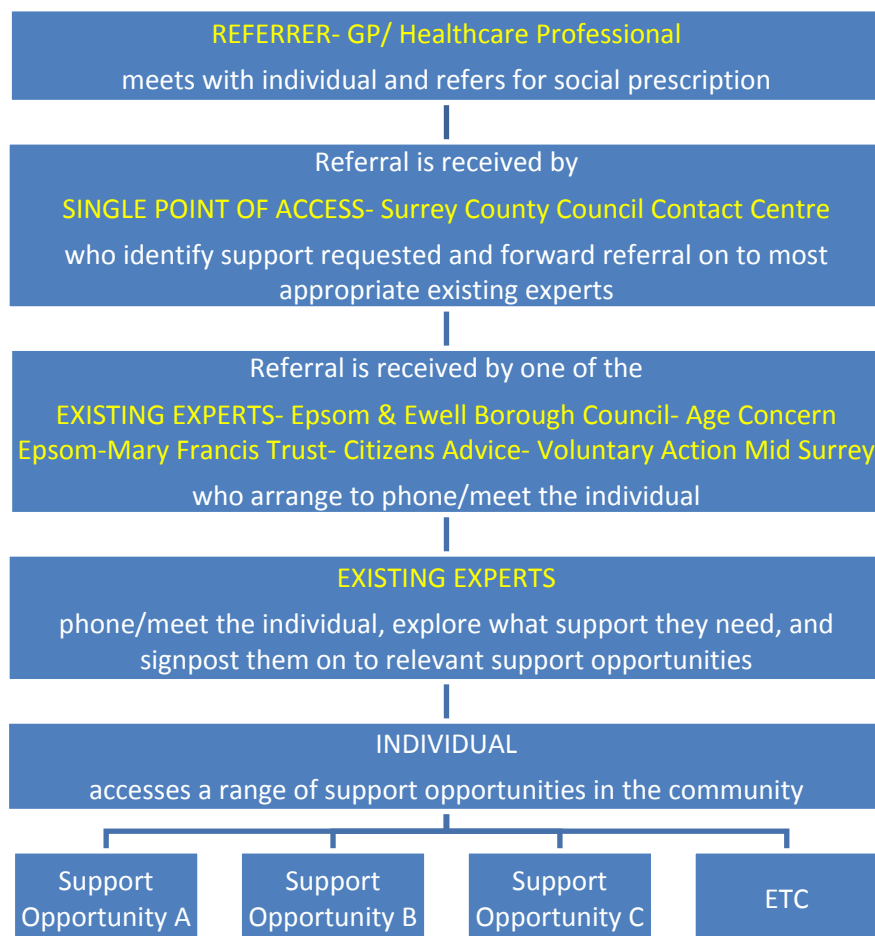 REFERRER- GP/ Healthcare Professional
meets with individual and refers for social prescription
Referral is received by
SINGLE POINT OF ACCESS- Surrey County Council Contact Centre
who identify support requested and forward referral on to most
appropriate existing experts
Referral is received by one of the
EXISTING EXPERTS- Epsom & Ewell Borough Council- Age Concern
Epsom-Mary Francis Trust- Citizens Advice- Voluntary Action Mid Surrey
who arrange to phone/meet the individual
EXISTING EXPERTS
phone/meet the individual, explore what support they need, and
signpost them on to relevant support opportunities
INDIVIDUAL
accesses a range of support opportunities in the community
Support
Opportunity A
Support
Opportunity B
Support
Opportunity C
ETC